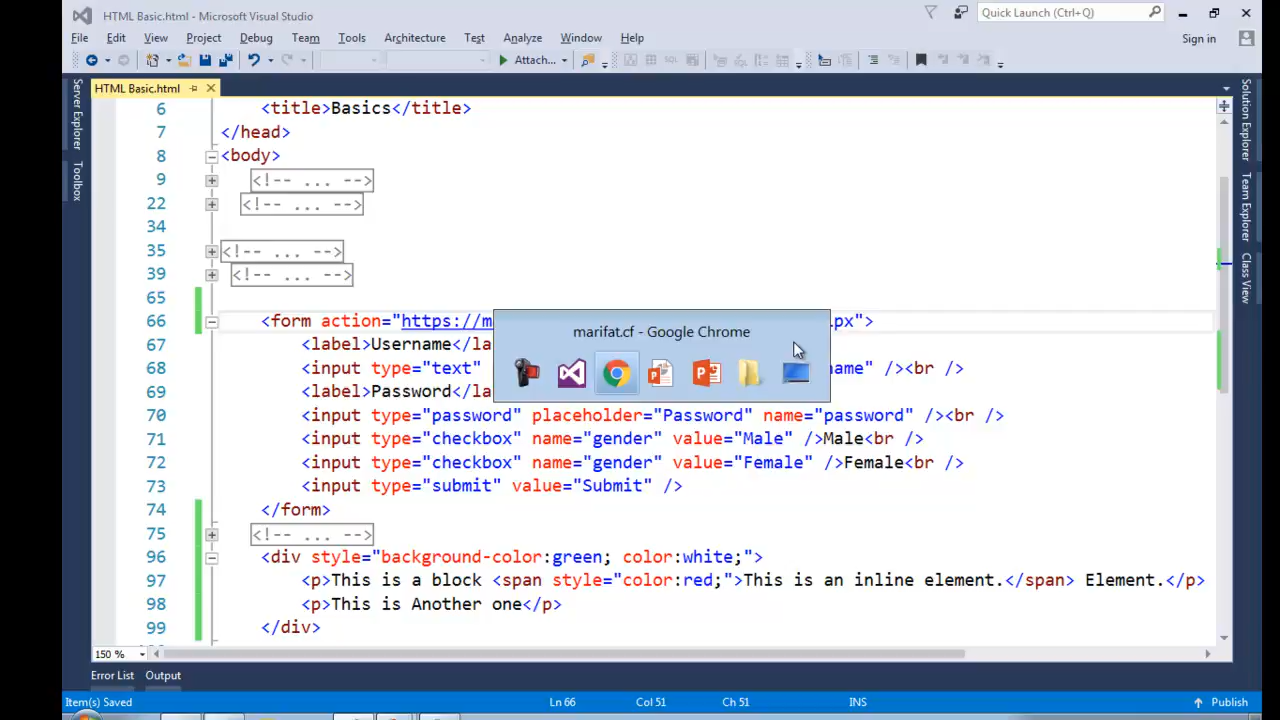 HTML Basic.html - Microsoft Visual Studio
Quick Launch (Ctrl+Q)
File Edit View Project Debug Team Tools Architecture Test Analyze Window Help
Sign in
Attach...
HTML Basic.html
Server Explorer
Toolbox
Solution Explorer
Team Explorer
Class View
6 <title>Basics</title>
7 </head>
8 <body>
9 <!-- ... -->
22 <!-- ... -->
34
35 <!-- ... -->
39 <!-- ... -->
65
66 <form action="https://m px">
marifat.cf - Google Chrome
67 <label>Username</la
68 <input type="text" name" /><br />
69 <label>Password</la
70 <input type="password" placeholder="Password" name="password" /><br />
71 <input type="checkbox" name="gender" value="Male" />Male<br />
72 <input type="checkbox" name="gender" value="Female" />Female<br />
73 <input type="submit" value="Submit" />
74 </form>
75 <!-- ... -->
96 <div style="background-color:green; color:white;">
97 <p>This is a block <span style="color:red;">This is an inline element.</span> Element.</p>
98 <p>This is Another one</p>
99 </div>
150 %
Error List Output
Item(s) Saved Ln 66 Col 51 Ch 51 INS Publish